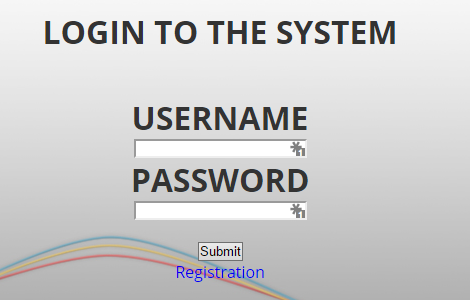 LOGIN TO THE SYSTEM
USERNAME
PASSWORD
Submit
Registration